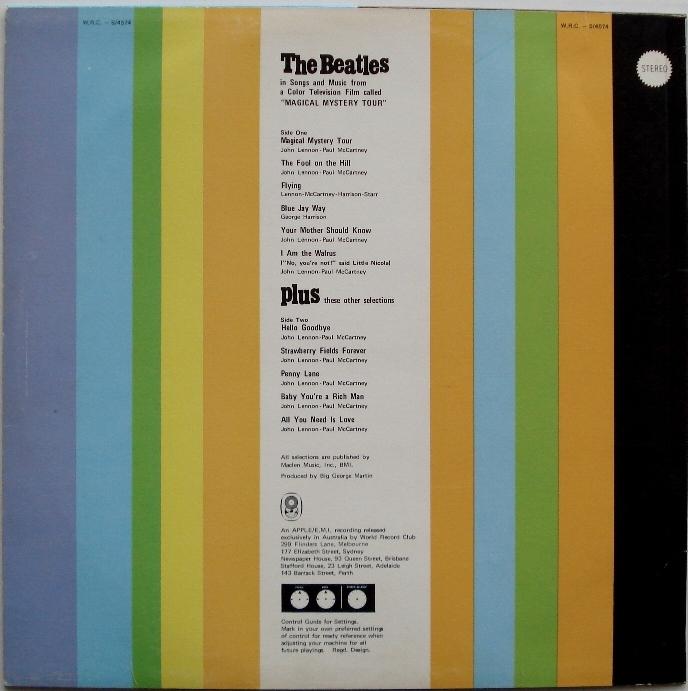 W.R.C. - S/4574
W.R.C. - S/4574
STEREO
The Beatles
in Songs and Music from
a Color Television Film called
"MAGICAL MYSTERY TOUR"
Side One
Magical Mystery Tour
John Lennon-Paul McCartney
The Fool on the Hill
John Lennon-Paul McCartney
Flying
Lennon-McCartney-Harrison-Starr
Blue Jay Way
George Harrison
Your Mother Should Know
John Lennon-Paul McCartney
I Am the Walrus
("No, you're not!" said Little Nicola)
John Lennon-Paul McCartney
plus these other selections
Side Two
Hello Goodbye
John Lennon-Paul McCartney
Strawberry Fields Forever
John Lennon-Paul McCartney
Penny Lane
John Lennon-Paul McCartney
Baby You're a Rich Man
John Lennon-Paul McCartney
All You Need Is Love
John Lennon-Paul McCartney
All selections are published by
Maclen Music, Inc., BMI.
Produced by Big George Martin
An APPLE/E.M.I. recording released
exclusively in Australia by World Record Club
299 Flinders Lane, Melbourne
177 Elizabeth Street, Sydney
Newspaper House, 93 Queen Street, Brisbane
Stafford House, 23 Leigh Street, Adelaide
143 Barrack Street, Perth
Control Guide for Settings.
Mark in your own preferred settings
of control for ready reference when
adjusting your machine for all
future playings. Regd. Design.